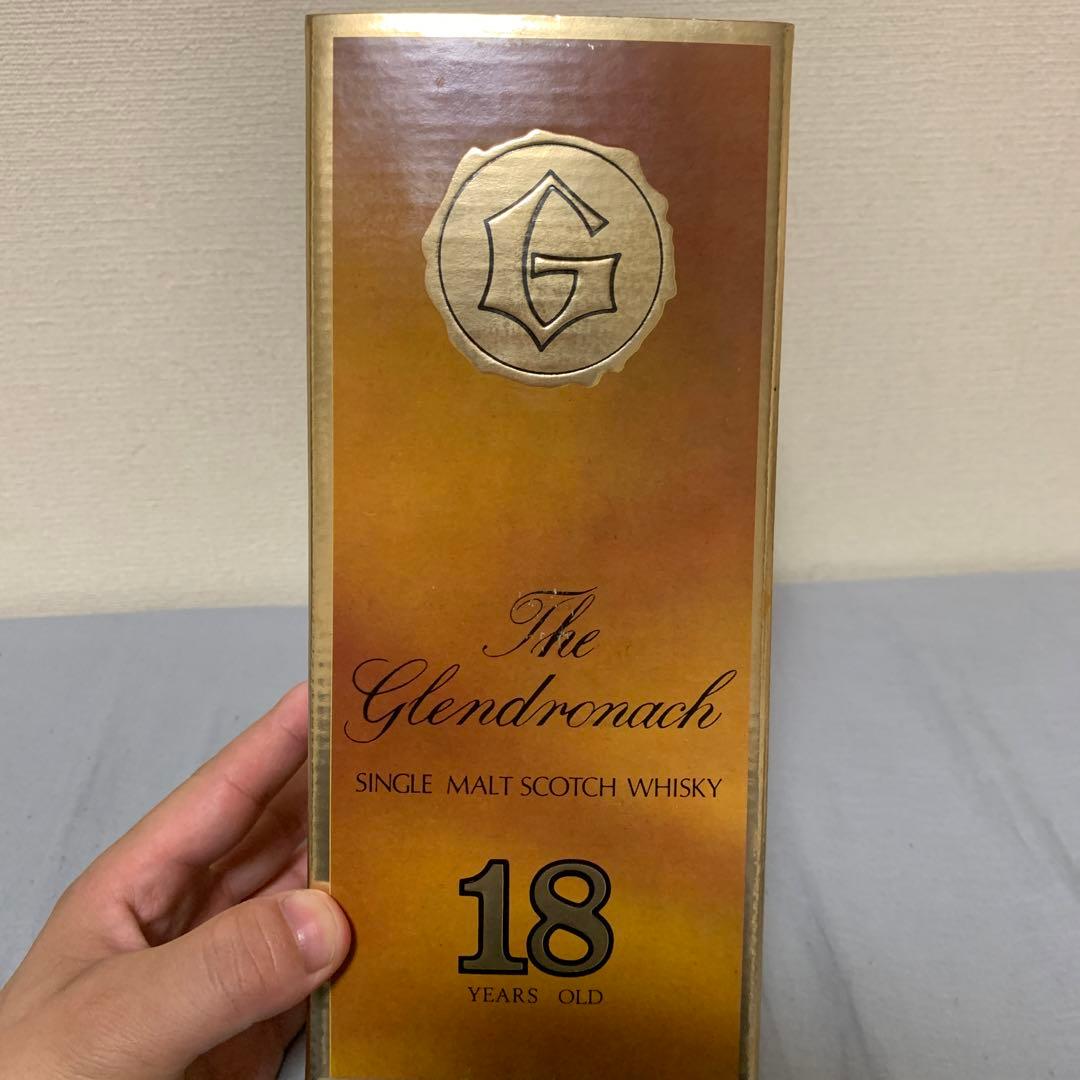 G
The
Glendronach
SINGLE MALT SCOTCH WHISKY
18
YEARS OLD